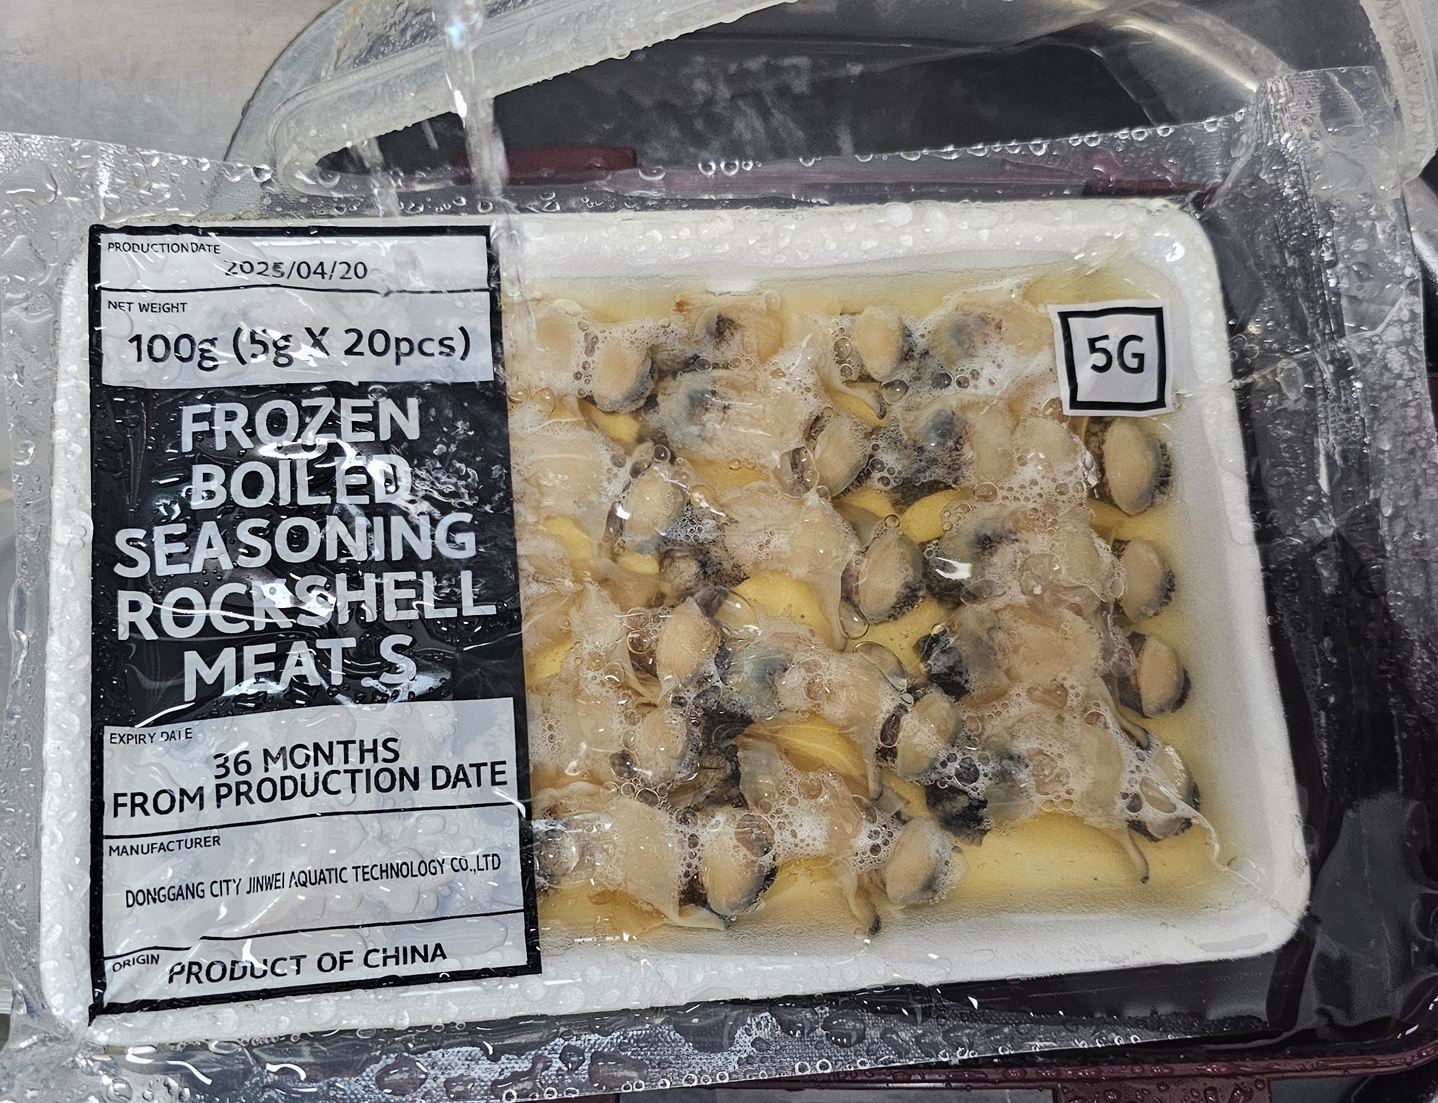 PRODUCTION DATE
2025/04/20
NET WEIGHT
100g (5g X 20pcs)
FROZEN
BOILED
SEASONING
ROCKSHELL
MEAT S
EXPIRY DATE
36 MONTHS
FROM PRODUCTION DATE
MANUFACTURER
DONGGANG CITY JINWEI AQUATIC TECHNOLOGY CO.,LTD
ORIGIN
PRODUCT OF CHINA
5G